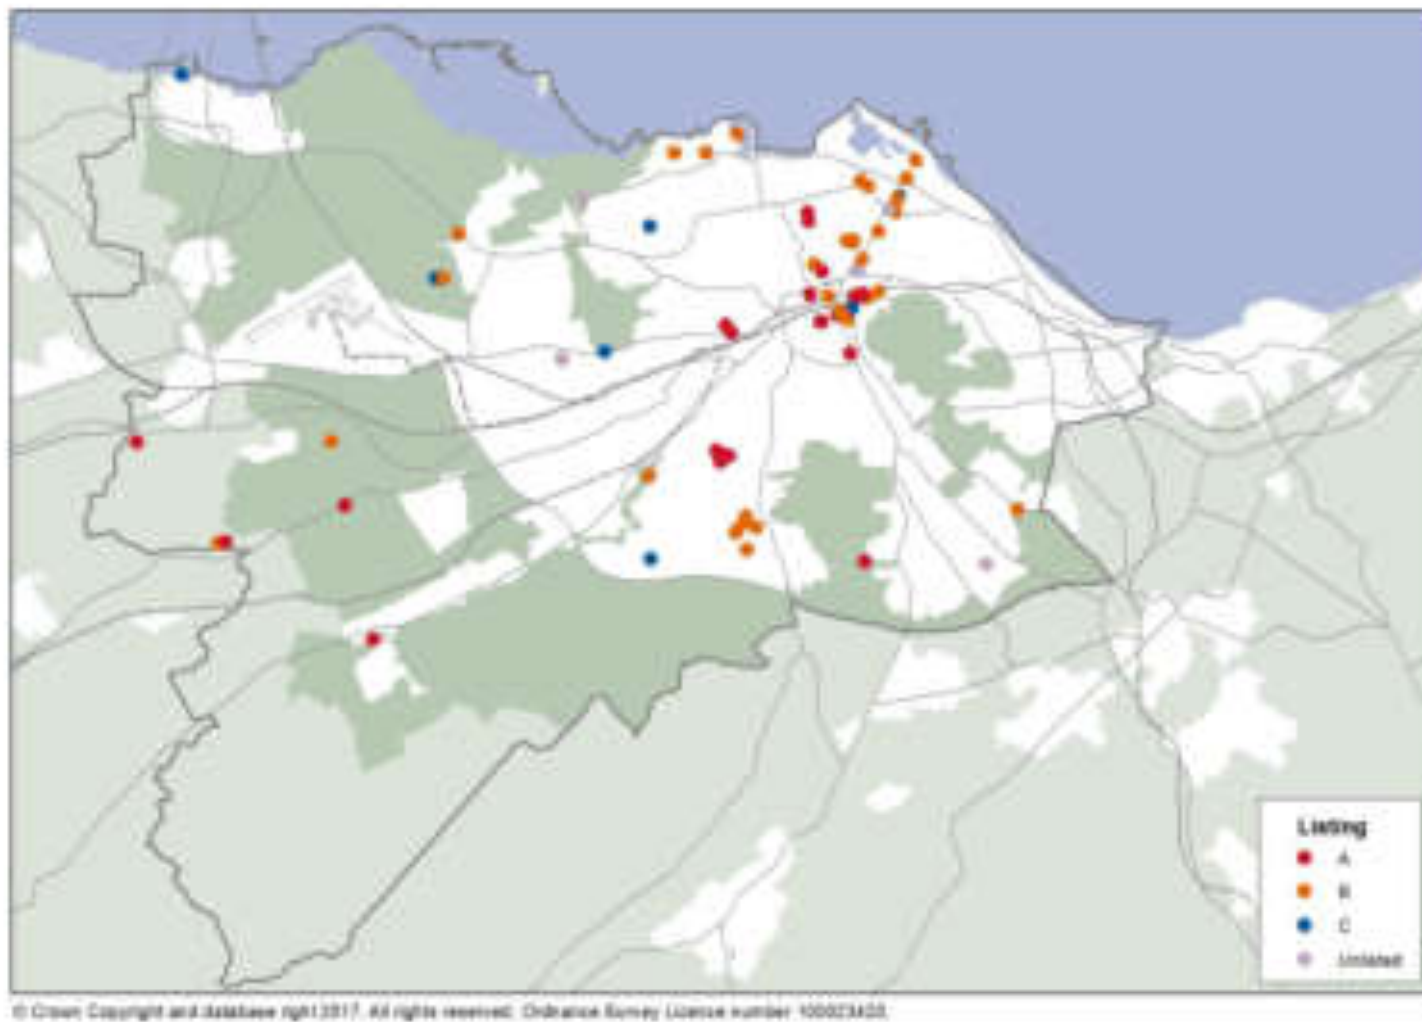 Listing
A
B
C
Unlisted
© Crown Copyright and database right 2017. All rights reserved. Ordnance Survey Licence number 100023420.